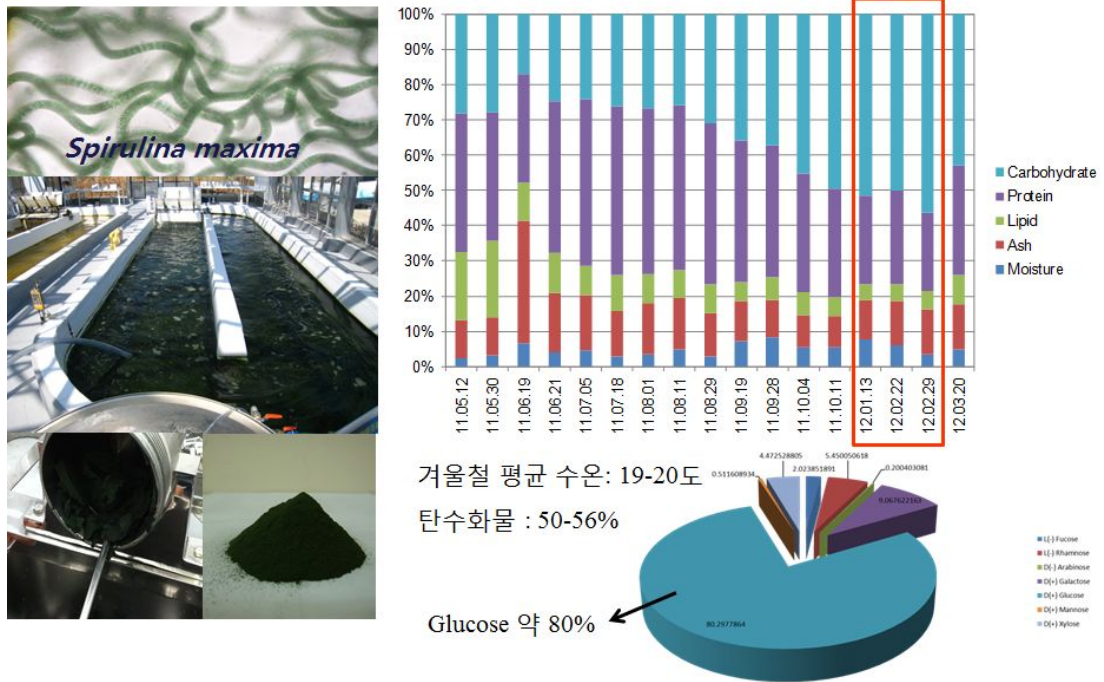 Spirulina maxima
100%
90%
80%
70%
60%
50%
40%
30%
20%
10%
0%
11.05.12
11.05.30
11.06.19
11.06.21
11.07.05
11.07.18
11.08.01
11.08.11
11.08.29
11.09.19
11.09.28
11.10.04
11.10.11
12.01.13
12.02.22
12.02.29
12.03.20
Carbohydrate
Protein
Lipid
Ash
Moisture
겨울철 평균 수온: 19-20도
탄수화물 : 50-56%
Glucose 약 80%
0.511608934
4.472528805
2.023851891
5.450050618
0.200403081
9.067622163
80.2977864
L(-) Fucose
L(-) Rhamnose
D(-) Arabinose
D(+) Galactose
D(+) Glucose
D(+) Mannose
D(+) Xylose